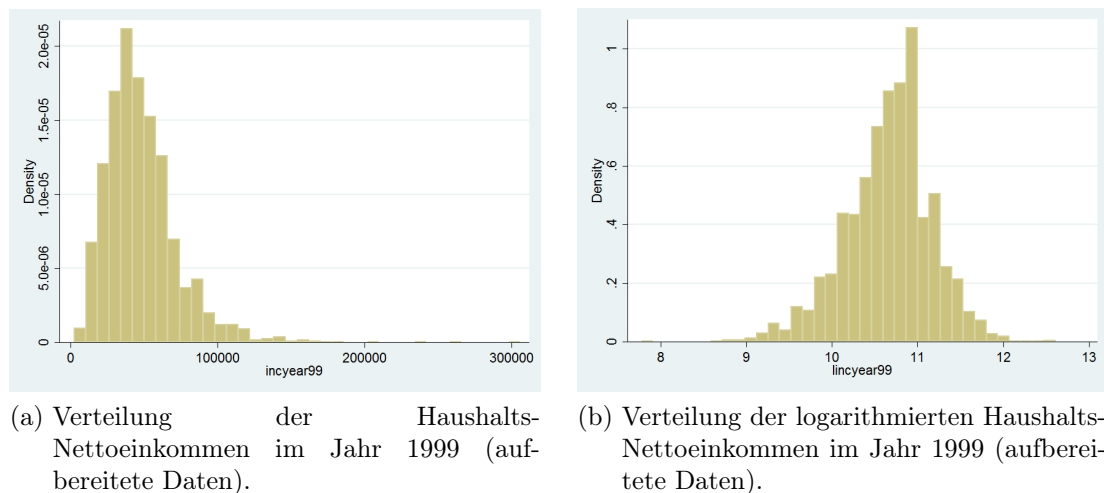 Density
2.0e-05
1.5e-05
1.0e-05
5.0e-06
0
0 100000 200000 300000
incyear99
Density
1
.8
.6
.4
.2
0
8 9 10 11 12 13
lincyear99
(a) Verteilung der Haushalts-
Nettoeinkommen im Jahr 1999 (auf-
bereitete Daten).
(b) Verteilung der logarithmierten Haushalts-
Nettoeinkommen im Jahr 1999 (aufberei-
tete Daten).